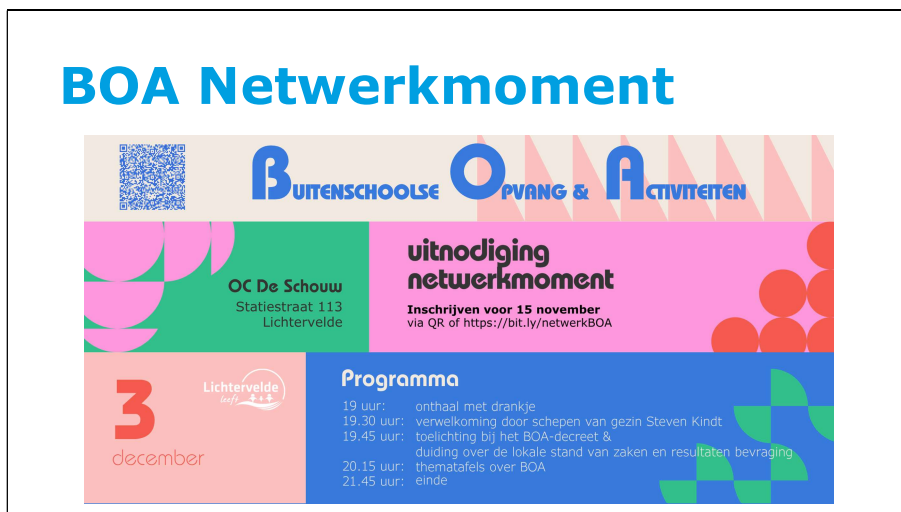 BOA Netwerkmoment
BUITENSCHOOLSE OPVANG & ACTIVITEITEN
OC De Schouw
Statiestraat 113
Lichtervelde
uitnodiging
netwerkmoment
Inschrijven voor 15 november
via QR of https://bit.ly/netwerkBOA
3
december
Lichtervelde
leeft
Programma
19 uur: onthaal met drankje
19.30 uur: verwelkoming door schepen van gezin Steven Kindt
19.45 uur: toelichting bij het BOA-decreet &
duiding over de lokale stand van zaken en resultaten bevraging
20.15 uur: thematafels over BOA
21.45 uur: einde